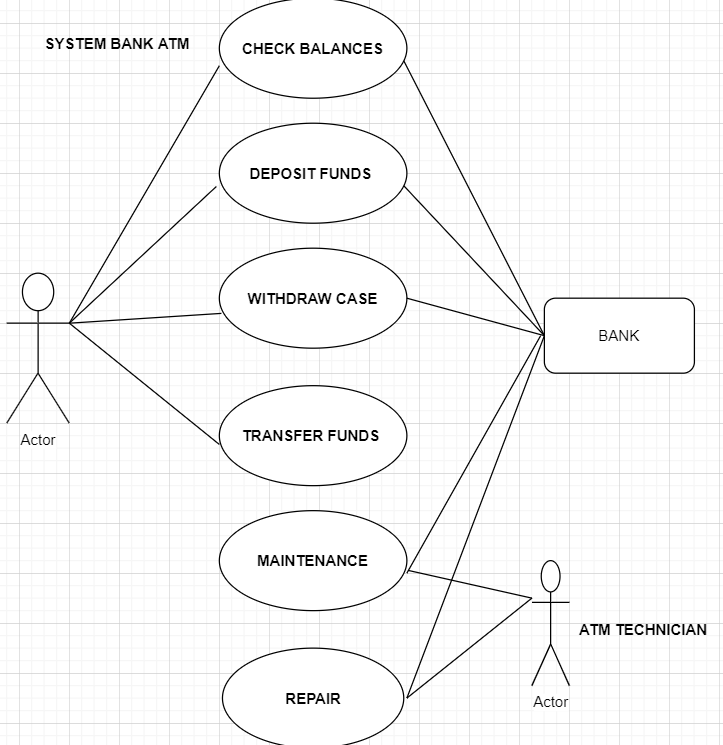 SYSTEM BANK ATM
CHECK BALANCES
DEPOSIT FUNDS
WITHDRAW CASE
BANK
Actor
TRANSFER FUNDS
MAINTENANCE
ATM TECHNICIAN
REPAIR
Actor